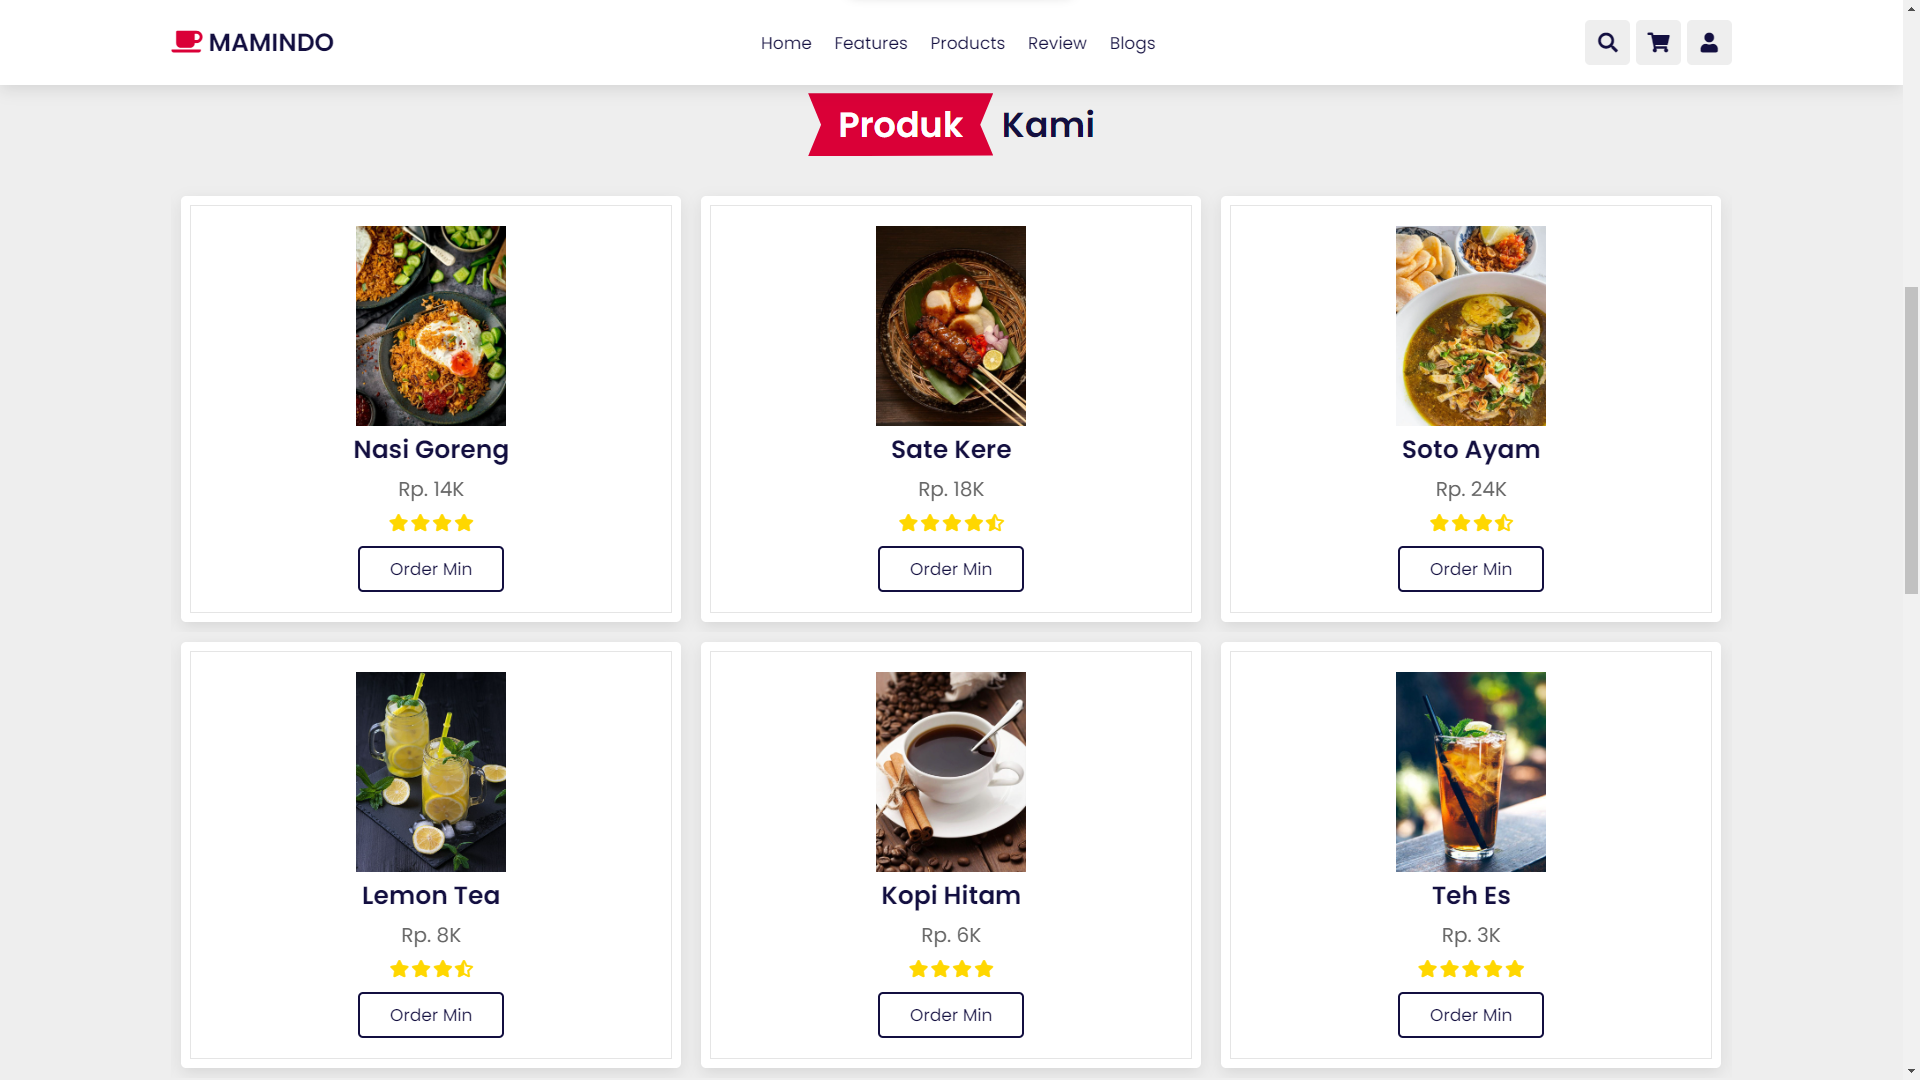 MAMINDO
Home Features Products Review Blogs
Produk Kami
Nasi Goreng
Rp. 14K
Order Min
Sate Kere
Rp. 18K
Order Min
Soto Ayam
Rp. 24K
Order Min
Lemon Tea
Rp. 8K
Order Min
Kopi Hitam
Rp. 6K
Order Min
Teh Es
Rp. 3K
Order Min